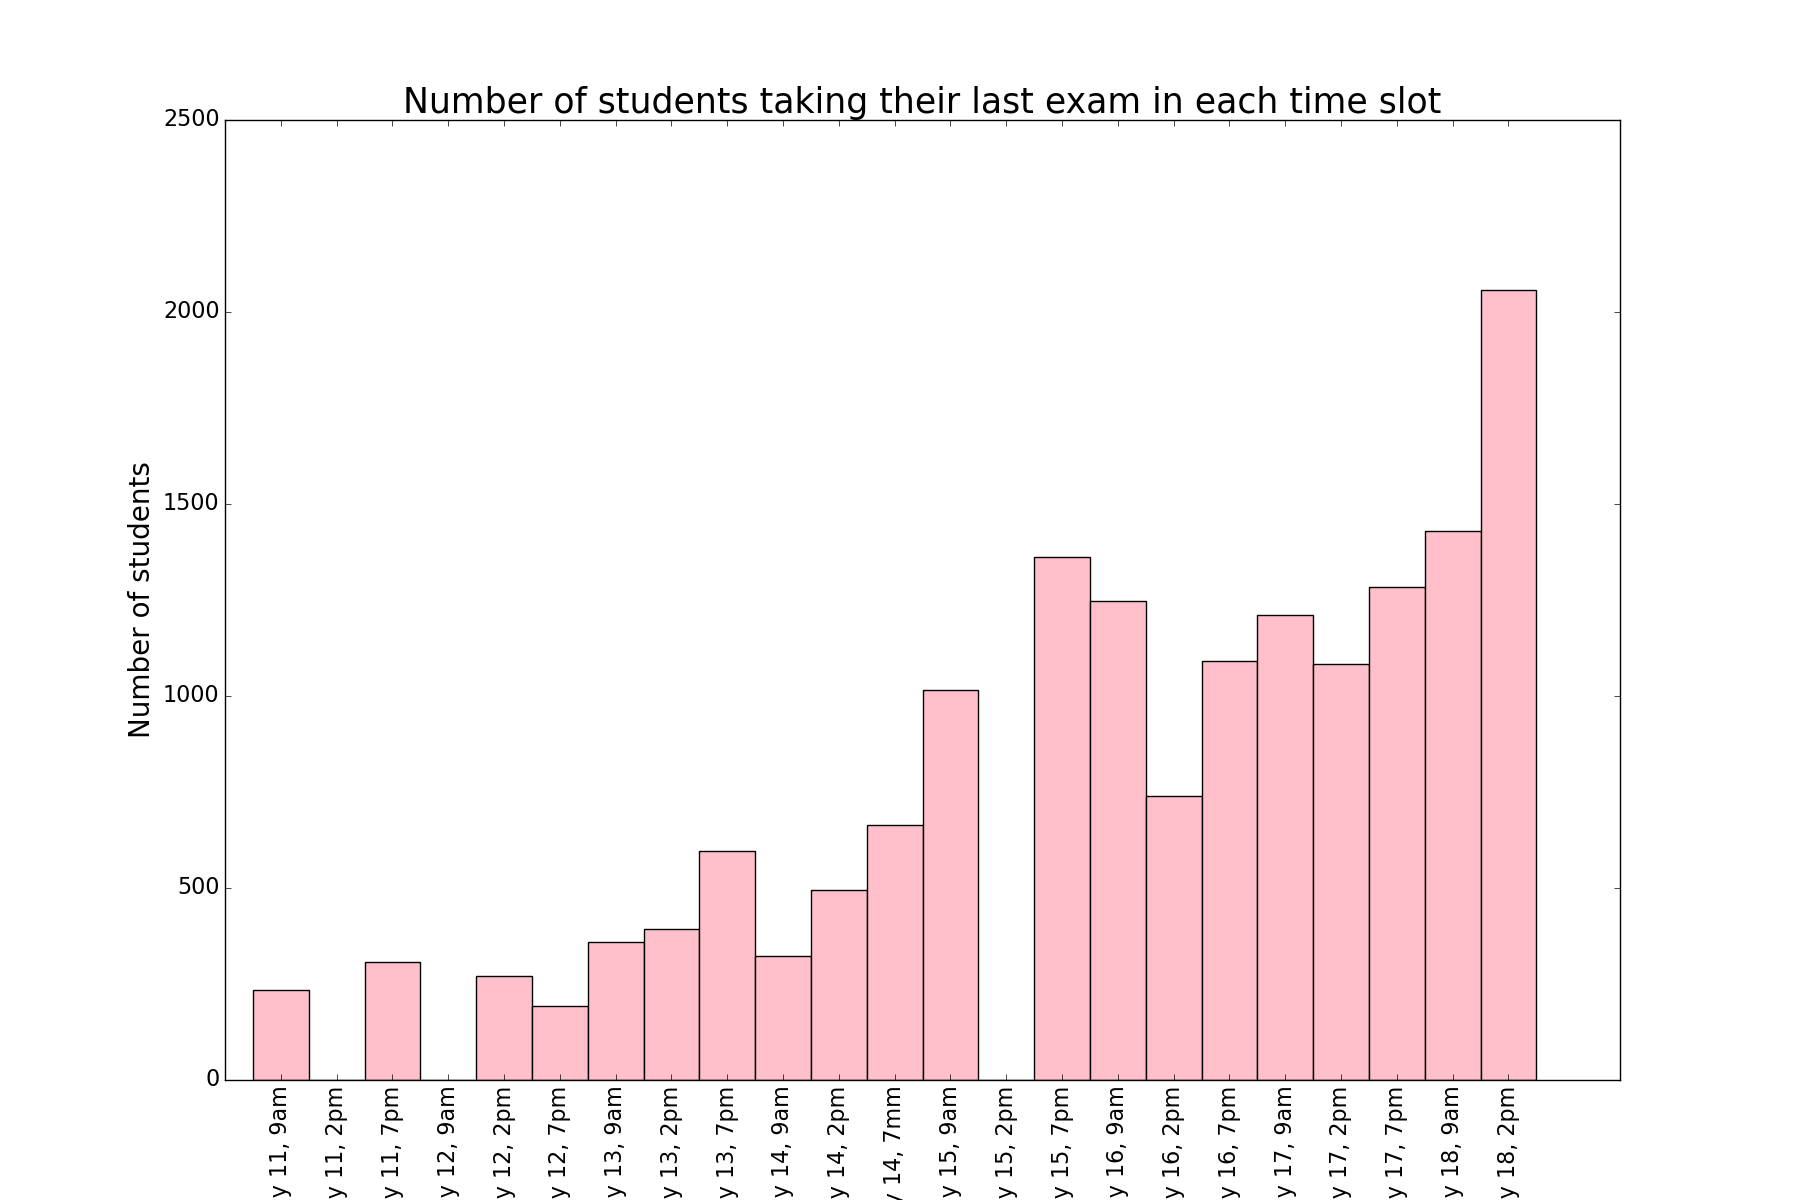 Number of students taking their last exam in each time slot
2500
2000
1500
1000
500
0
Number of students
y 11, 9am
y 11, 2pm
y 11, 7pm
y 12, 9am
y 12, 2pm
y 12, 7pm
y 13, 9am
y 13, 2pm
y 13, 7pm
y 14, 9am
y 14, 2pm
y 14, 7mm
y 15, 9am
y 15, 2pm
y 15, 7pm
y 16, 9am
y 16, 2pm
y 16, 7pm
y 17, 9am
y 17, 2pm
y 17, 7pm
y 18, 9am
y 18, 2pm